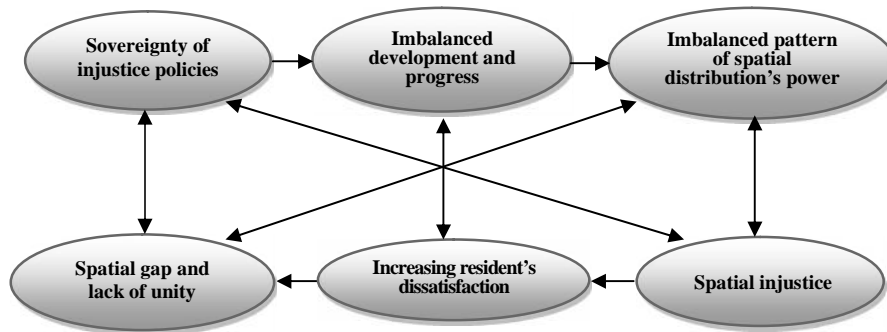 Sovereignty of
injustice policies
Imbalanced
development and
progress
Imbalanced pattern
of spatial
distribution's power
Spatial gap and
lack of unity
Increasing resident's
dissatisfaction
Spatial injustice